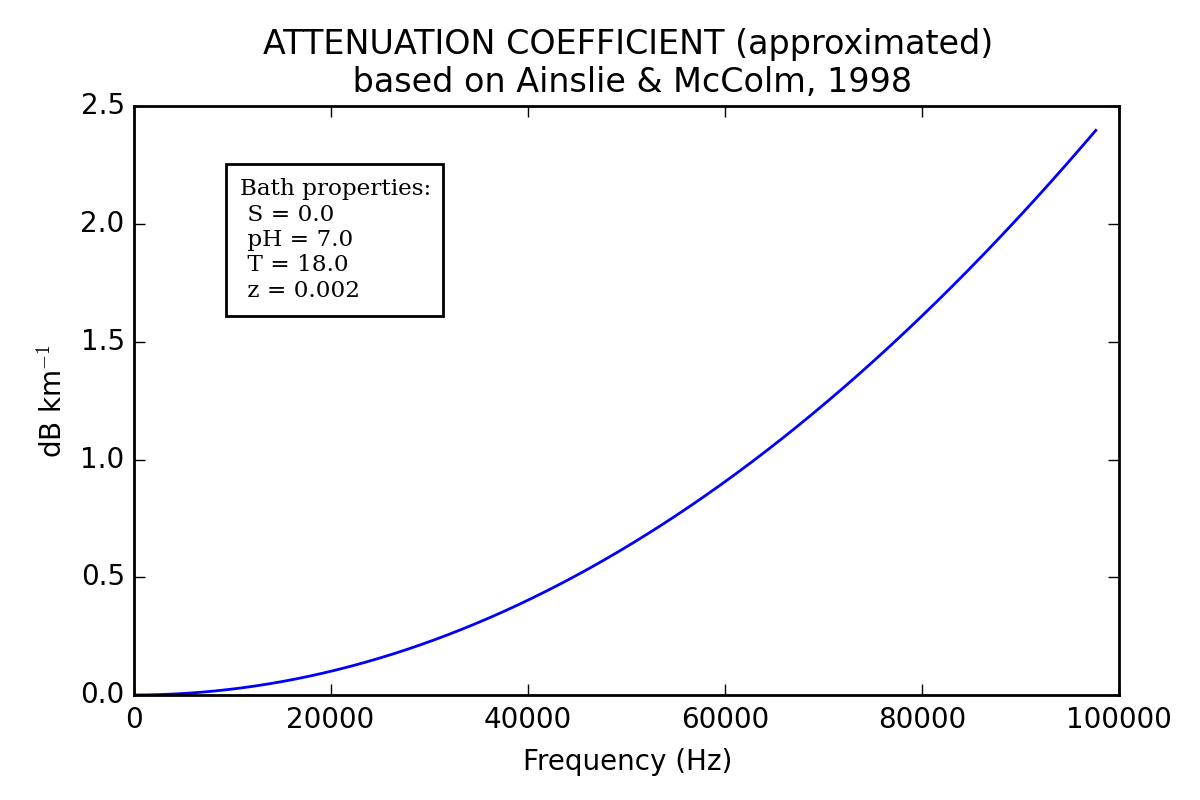 ATTENUATION COEFFICIENT (approximated)
based on Ainslie & McColm, 1998
2.5
2.0
1.5
1.0
0.5
0.0
dB km⁻¹
Bath properties:
S = 0.0
pH = 7.0
T = 18.0
z = 0.002
0 20000 40000 60000 80000 100000
Frequency (Hz)